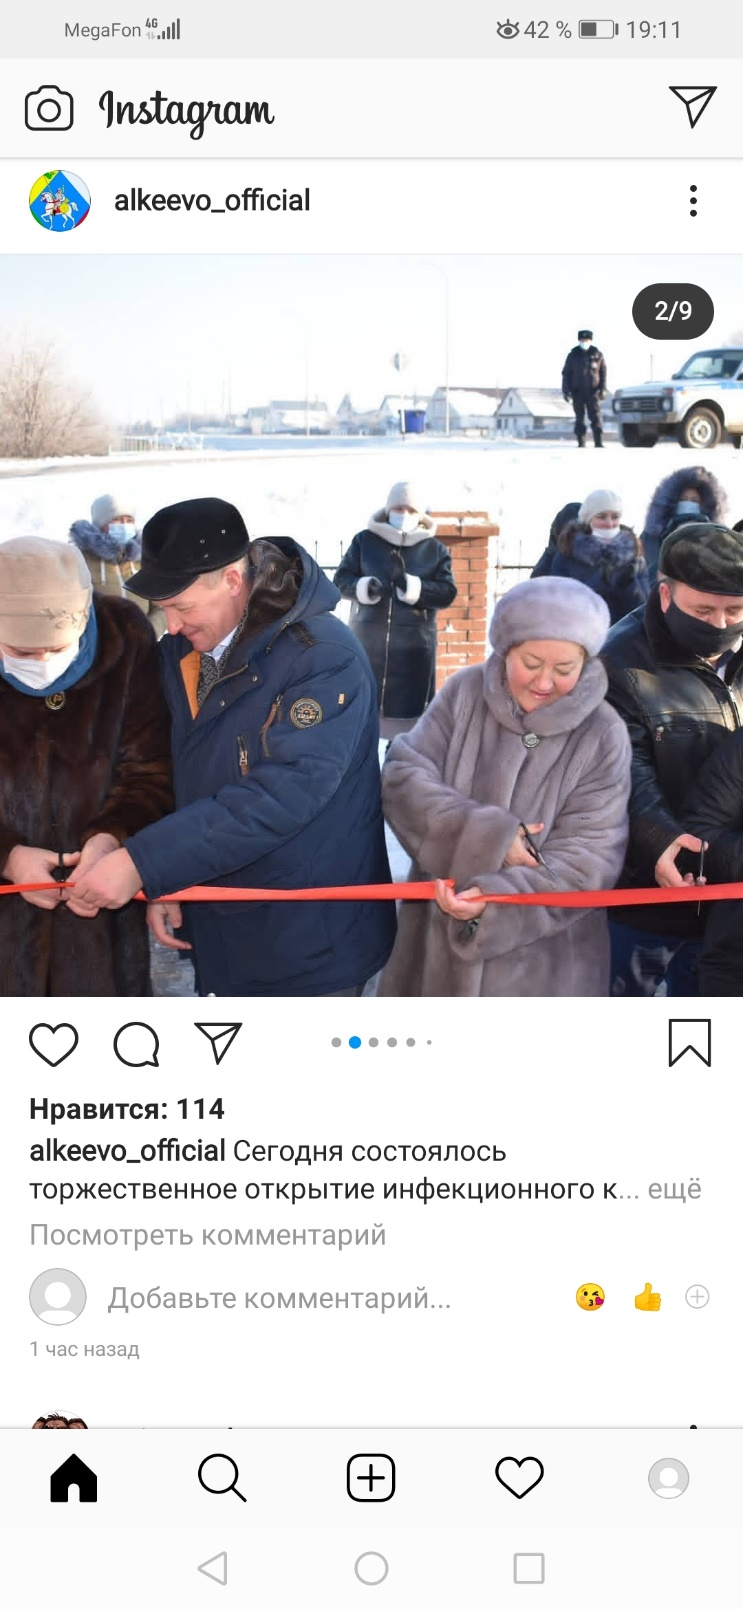 MegaFon 4G 42 % 19:11
Instagram
alkeevo_official
2/9
Нравится: 114
alkeevo_official Сегодня состоялось
торжественное открытие инфекционного к... ещё
Посмотреть комментарий
Добавьте комментарий...
1 час назад